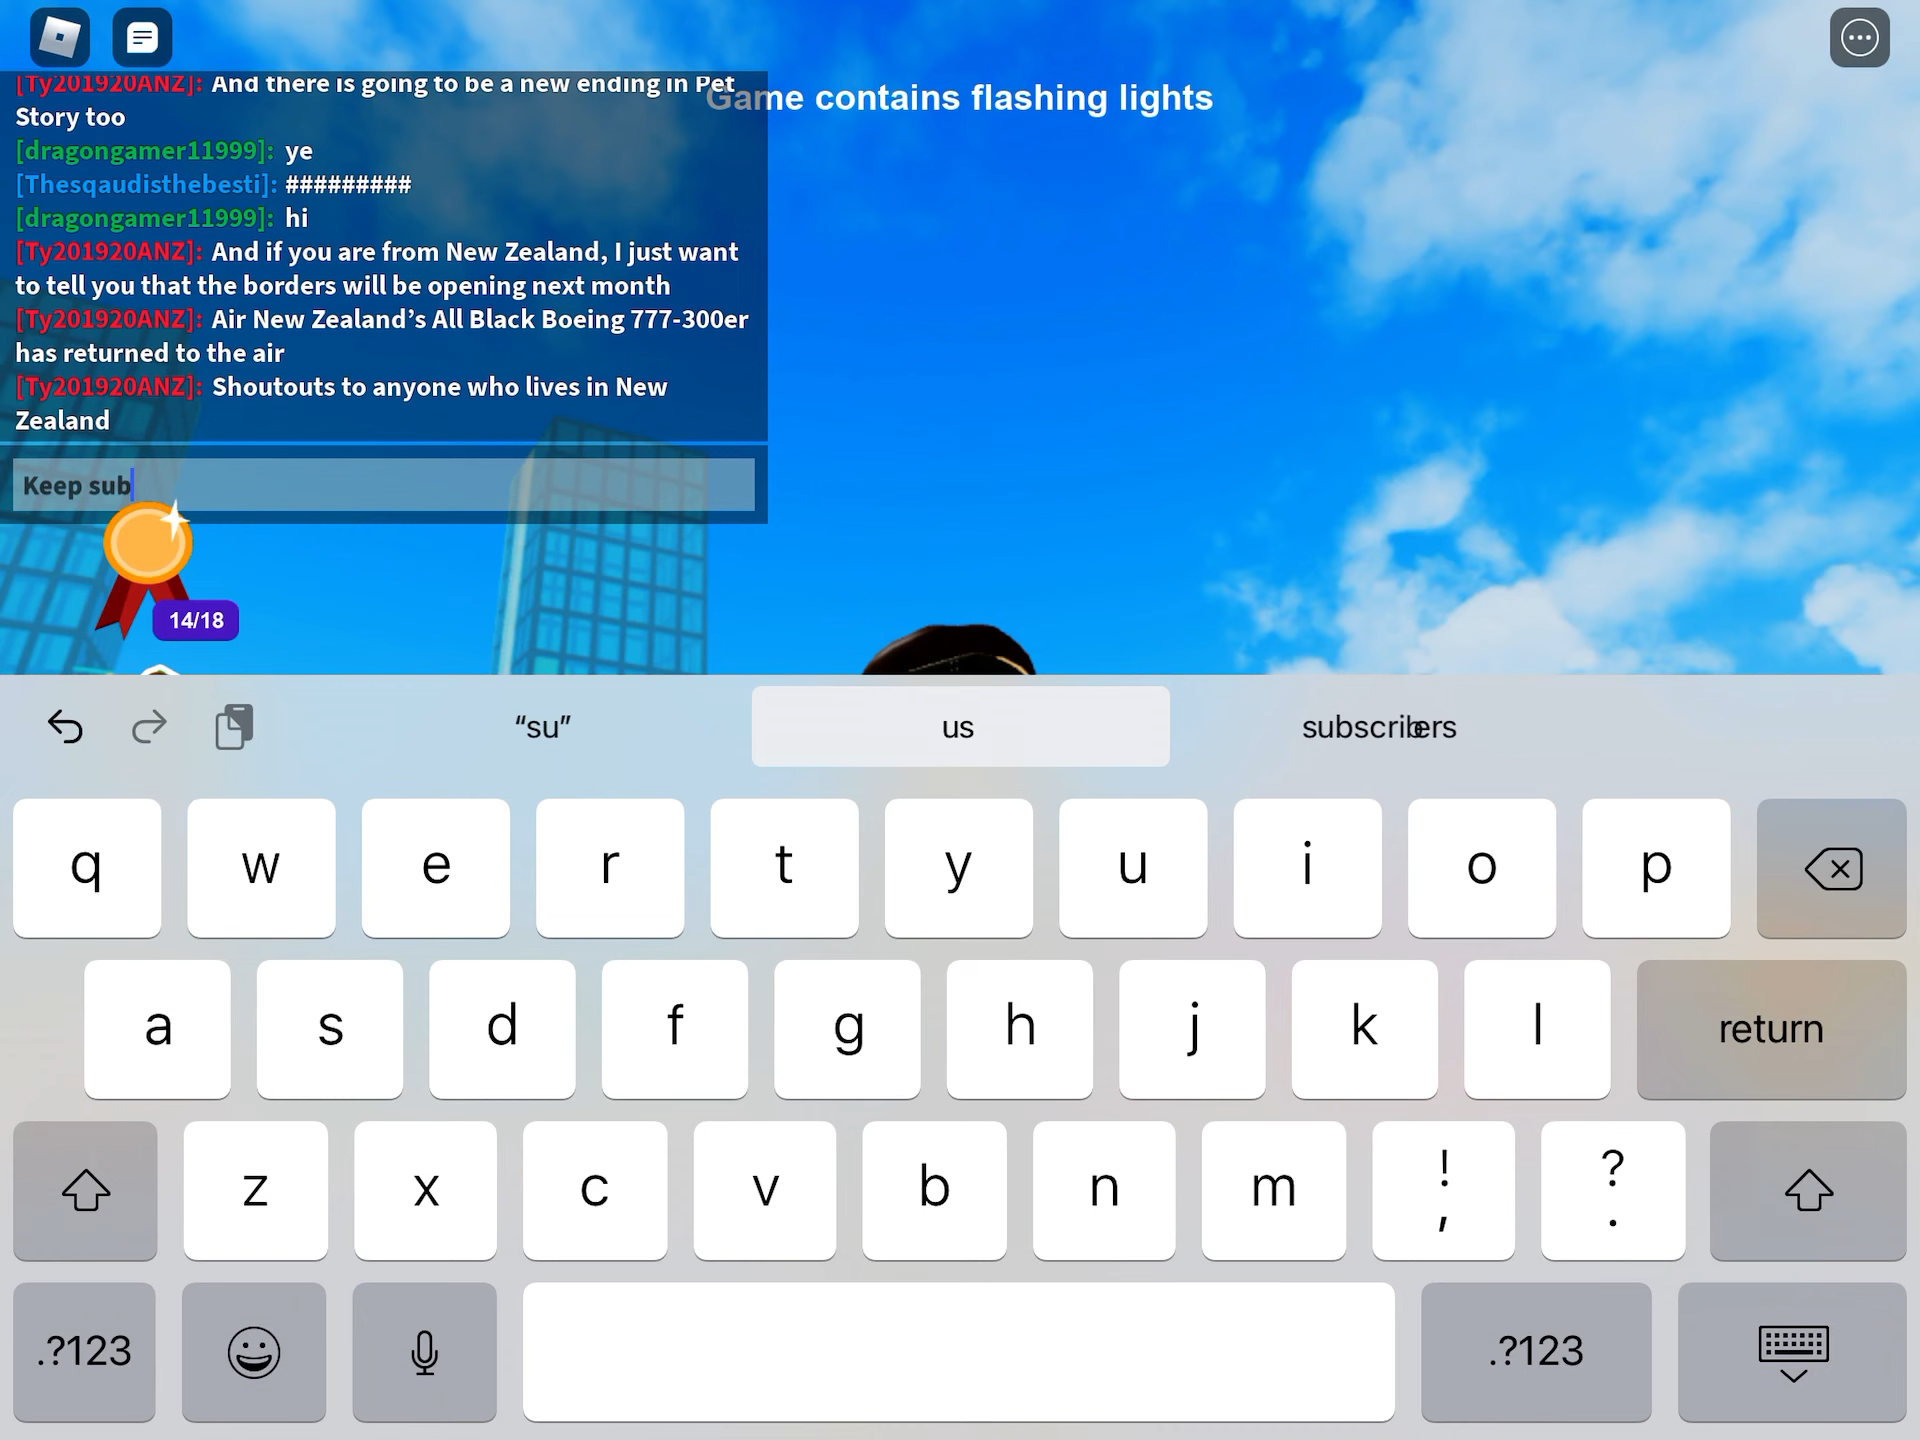 [Ty201920ANZ]: And there is going to be a new ending in Pet
Story too
Game contains flashing lights
[dragongamer11999]: ye
[Thesqaudisthebesti]: #########
[dragongamer11999]: hi
[Ty201920ANZ]: And if you are from New Zealand, I just want
to tell you that the borders will be opening next month
[Ty201920ANZ]: Air New Zealand’s All Black Boeing 777-300er
has returned to the air
[Ty201920ANZ]: Shoutouts to anyone who lives in New
Zealand
Keep sub
14/18
“su” us subscribers
q w e r t y u i o p
a s d f g h j k l return
z x c v b n m ! , ? .
.?123 .?123